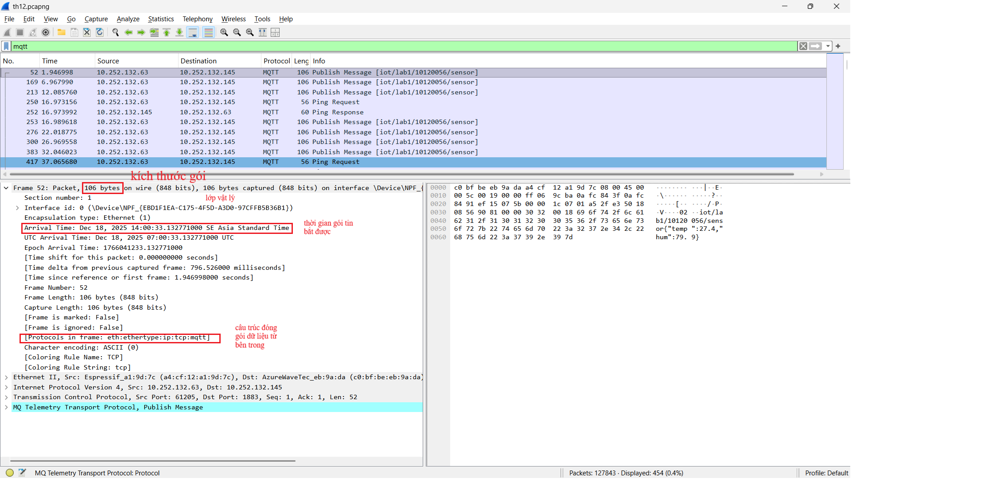 th12.pcapng
File Edit View Go Capture Analyze Statistics Telephony Wireless Tools Help
mqtt
No. Time Source Destination Protocol Leng Info
52 1.946998 10.252.132.63 10.252.132.145 MQTT 106 Publish Message [iot/lab1/10120056/sensor]
169 6.967990 10.252.132.63 10.252.132.145 MQTT 106 Publish Message [iot/lab1/10120056/sensor]
213 12.085760 10.252.132.63 10.252.132.145 MQTT 106 Publish Message [iot/lab1/10120056/sensor]
250 16.973156 10.252.132.63 10.252.132.145 MQTT 56 Ping Request
252 16.973992 10.252.132.145 10.252.132.63 MQTT 60 Ping Response
253 16.989618 10.252.132.63 10.252.132.145 MQTT 106 Publish Message [iot/lab1/10120056/sensor]
276 22.018775 10.252.132.63 10.252.132.145 MQTT 106 Publish Message [iot/lab1/10120056/sensor]
300 26.969558 10.252.132.63 10.252.132.145 MQTT 106 Publish Message [iot/lab1/10120056/sensor]
383 32.046023 10.252.132.63 10.252.132.145 MQTT 106 Publish Message [iot/lab1/10120056/sensor]
417 37.065680 10.252.132.63 10.252.132.145 MQTT 56 Ping Request
kích thước gói
Frame 52: Packet, 106 bytes on wire (848 bits), 106 bytes captured (848 bits) on interface \Device\NPF_{
Section number: 1
lớp vật lý
Interface id: 0 (\Device\NPF_{EBD1F1EA-C175-4F5D-A3D0-97CFFB5B36B1})
Encapsulation type: Ethernet (1)
Arrival Time: Dec 18, 2025 14:00:33.132771000 SE Asia Standard Time
thời gian gói tin
bắt được
UTC Arrival Time: Dec 18, 2025 07:00:33.132771000 UTC
Epoch Arrival Time: 1766041233.132771000
[Time shift for this packet: 0.000000000 seconds]
[Time delta from previous captured frame: 796.526000 milliseconds]
[Time since reference or first frame: 1.946998000 seconds]
Frame Number: 52
Frame Length: 106 bytes (848 bits)
Capture Length: 106 bytes (848 bits)
[Frame is marked: False]
[Frame is ignored: False]
[Protocols in frame: eth:ethertype:ip:tcp:mqtt]
câu trúc đóng
gói dữ liệu từ
bên trong
Character encoding: ASCII (0)
[Coloring Rule Name: TCP]
[Coloring Rule String: tcp]
Ethernet II, Src: Espressif_a1:9d:7c (a4:cf:12:a1:9d:7c), Dst: AzureWaveTec_eb:9a:da (c0:bf:be:eb:9a:da)
Internet Protocol Version 4, Src: 10.252.132.63, Dst: 10.252.132.145
Transmission Control Protocol, Src Port: 61205, Dst Port: 1883, Seq: 1, Ack: 1, Len: 52
MQ Telemetry Transport Protocol, Publish Message
0000 c0 bf be eb 9a da a4 cf 12 a1 9d 7c 08 00 45 00 ········ ···|··E·
0010 00 5c 00 19 00 00 ff 06 9c ba 0a fc 84 3f 0a fc ·\······ ·····?··
0020 84 91 ef 15 07 5b 00 00 1c 07 01 a5 2f e3 50 18 ·····[·· ····/·P·
0030 08 56 90 81 00 00 30 32 00 18 69 6f 74 2f 6c 61 ·V····02 ··iot/la
0040 62 31 2f 31 30 31 32 30 30 35 36 2f 73 65 6e 73 b1/10120 056/sens
0050 6f 72 7b 22 74 65 6d 70 22 3a 32 37 2e 34 2c 22 or{"temp ":27.4,"
0060 68 75 6d 22 3a 37 39 2e 39 7d hum":79. 9}
MQ Telemetry Transport Protocol: Protocol
Packets: 127843 · Displayed: 454 (0.4%)
Profile: Default